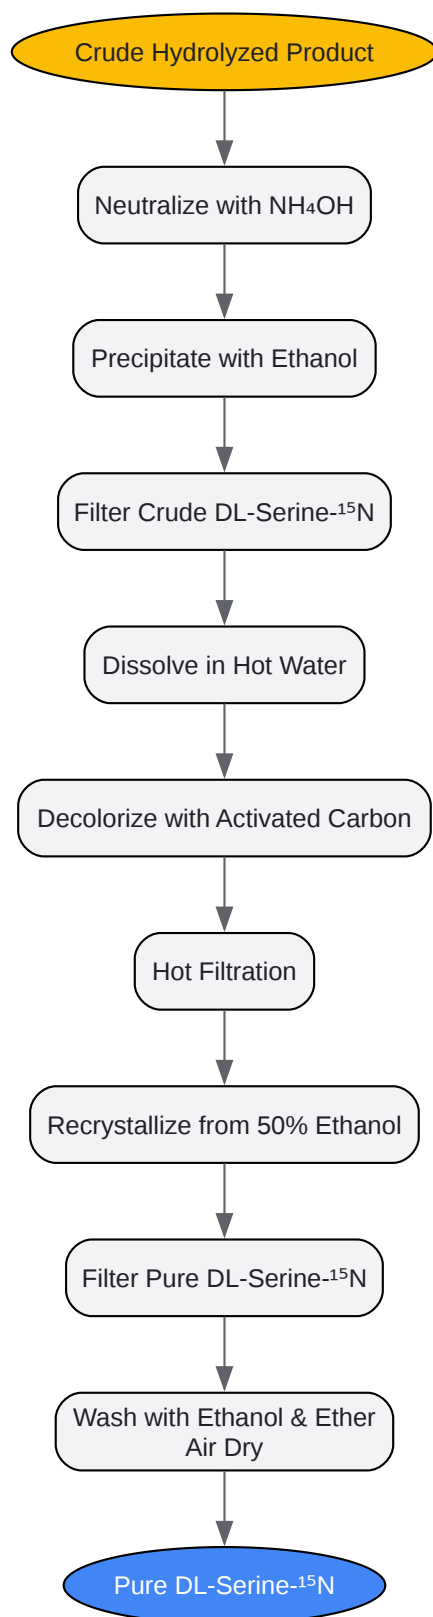 Crude Hydrolyzed Product
Neutralize with NH₄OH
Precipitate with Ethanol
Filter Crude DL-Serine-¹⁵N
Dissolve in Hot Water
Decolorize with Activated Carbon
Hot Filtration
Recrystallize from 50% Ethanol
Filter Pure DL-Serine-¹⁵N
Wash with Ethanol & Ether
Air Dry
Pure DL-Serine-¹⁵N